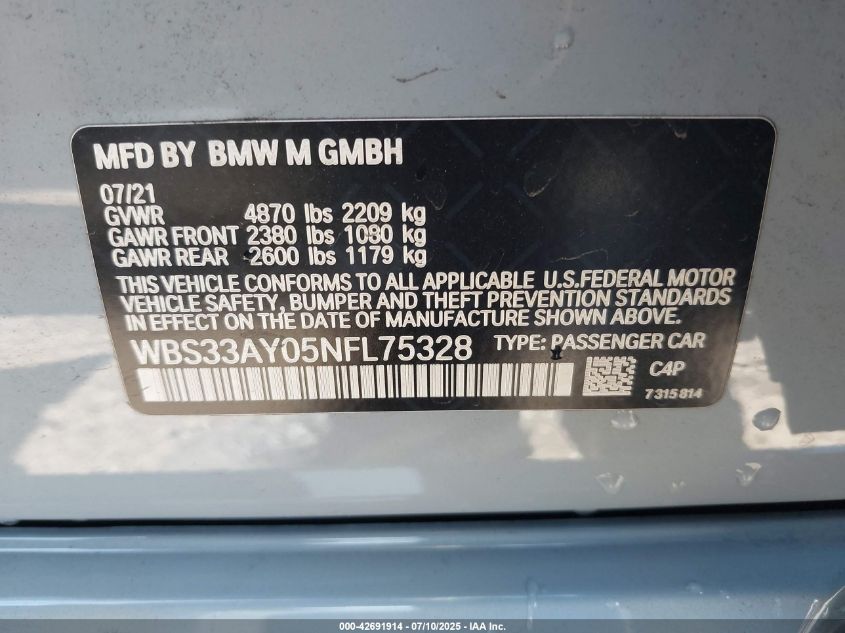 MFD BY BMW M GMBH
07/21
GVWR 4870 lbs 2209 kg
GAWR FRONT 2380 lbs 1080 kg
GAWR REAR 2600 lbs 1179 kg
THIS VEHICLE CONFORMS TO ALL APPLICABLE U.S.FEDERAL MOTOR
VEHICLE SAFETY, BUMPER AND THEFT PREVENTION STANDARDS
IN EFFECT ON THE DATE OF MANUFACTURE SHOWN ABOVE.
WBS33AY05NFL75328 TYPE: PASSENGER CAR
C4P
7315814
000-42691914 — 07/10/2025 — IAA Inc.